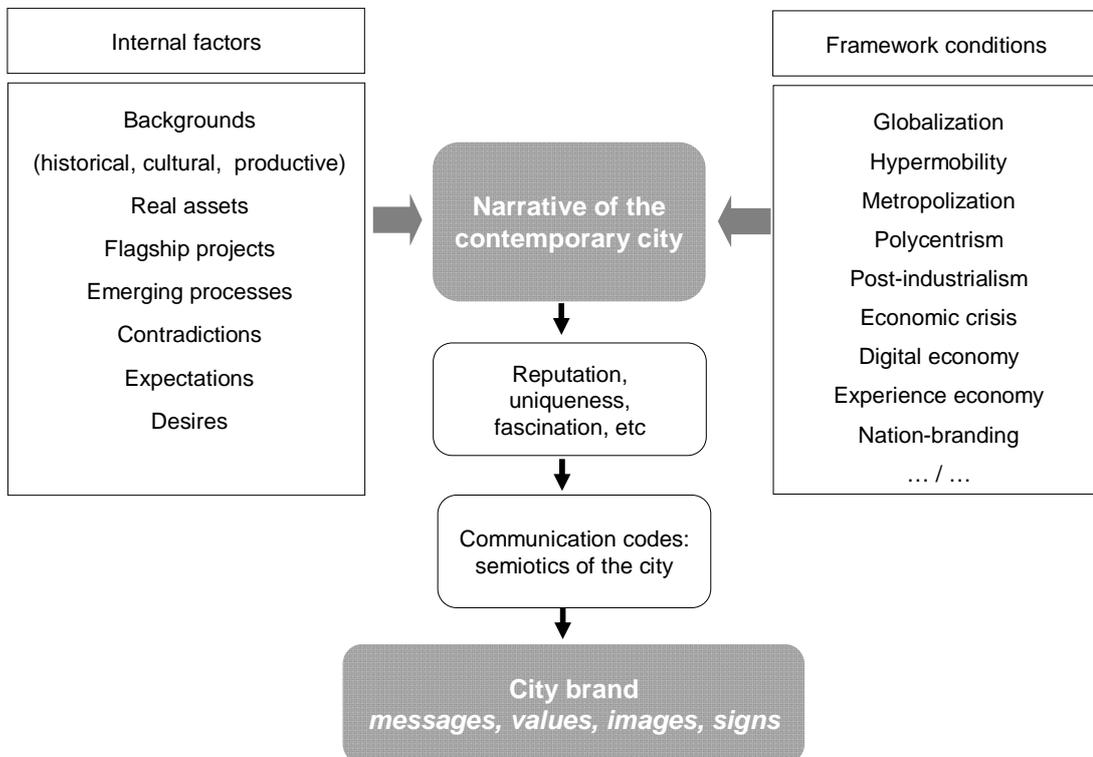 Internal factors
Backgrounds
(historical, cultural, productive)
Real assets
Flagship projects
Emerging processes
Contradictions
Expectations
Desires
Narrative of the
contemporary city
Reputation,
uniqueness,
fascination, etc
Communication codes:
semiotics of the city
City brand
messages, values, images, signs
Framework conditions
Globalization
Hypermobility
Metropolization
Polycentrism
Post-industrialism
Economic crisis
Digital economy
Experience economy
Nation-branding
… / …